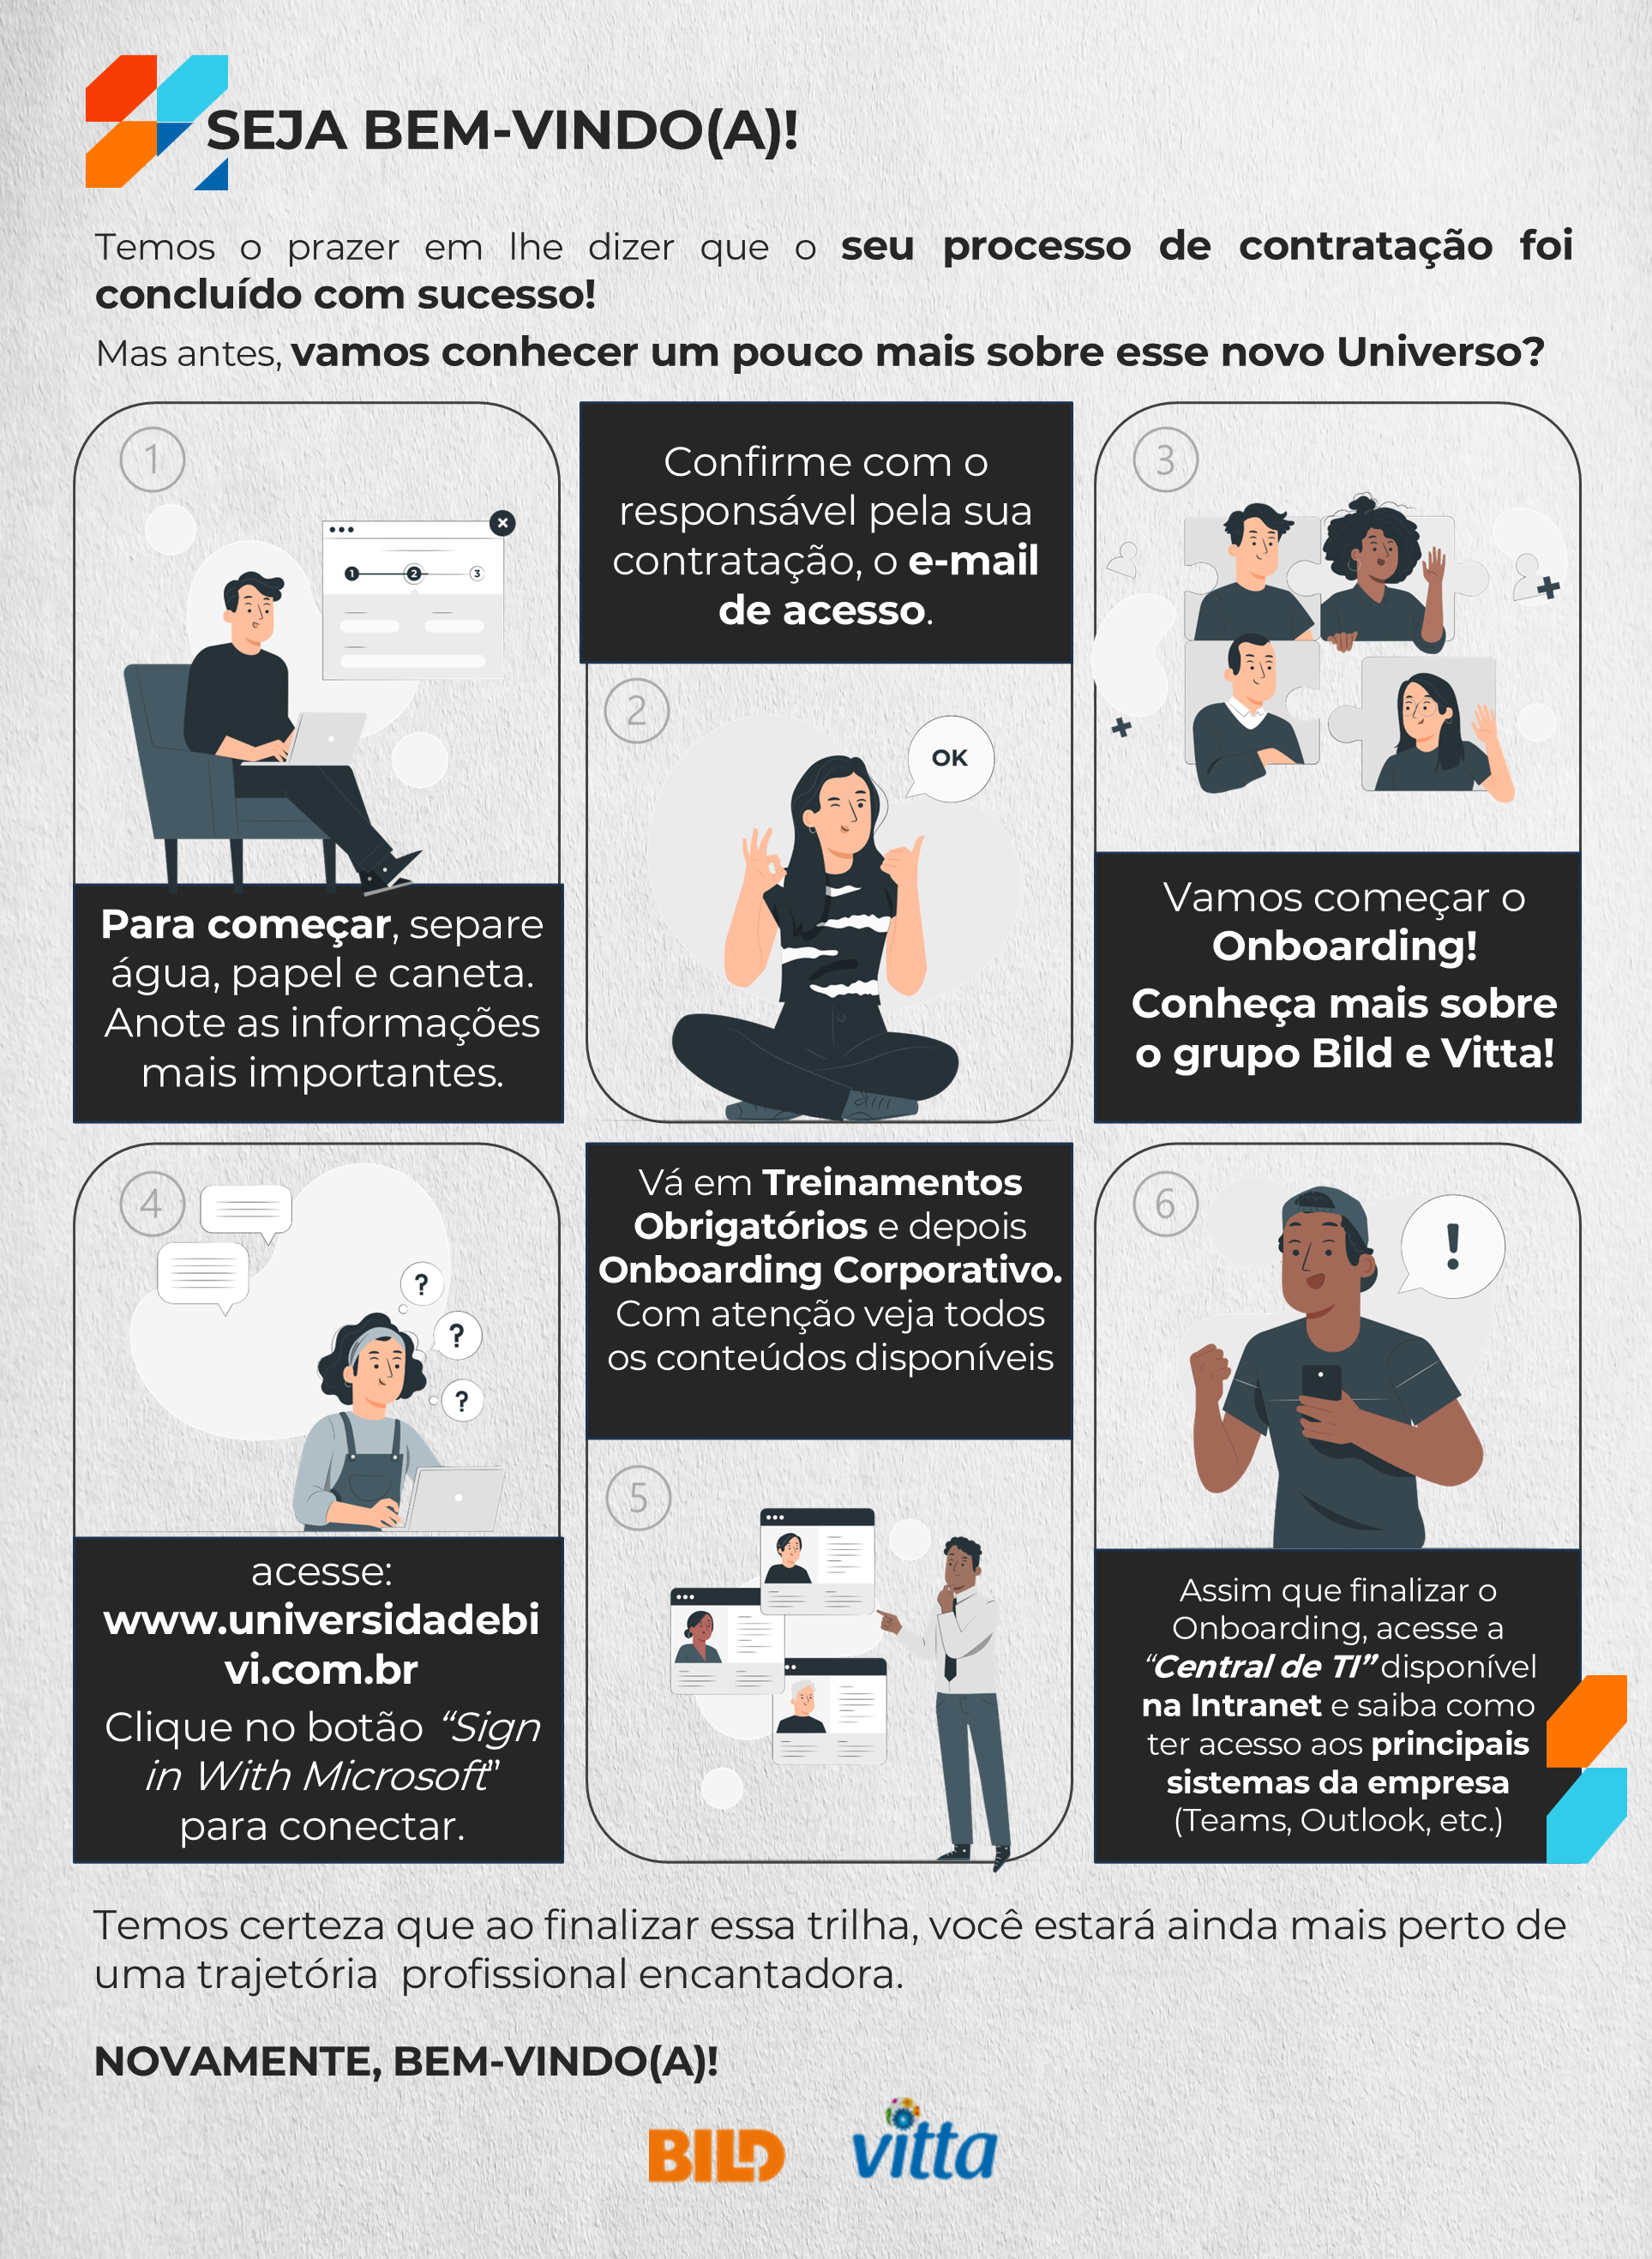 SEJA BEM-VINDO(A)!
Temos o prazer em lhe dizer que o seu processo de contratação foi
concluído com sucesso!
Mas antes, vamos conhecer um pouco mais sobre esse novo Universo?
1
1 2 3
Para começar, separe
água, papel e caneta.
Anote as informações
mais importantes.
Confirme com o
responsável pela sua
contratação, o e-mail
de acesso.
2
OK
3
Vamos começar o
Onboarding!
Conheça mais sobre
o grupo Bild e Vitta!
4
?
?
?
acesse:
www.universidadebi
vi.com.br
Clique no botão “Sign
in With Microsoft”
para conectar.
Vá em Treinamentos
Obrigatórios e depois
Onboarding Corporativo.
Com atenção veja todos
os conteúdos disponíveis
5
6
!
Assim que finalizar o
Onboarding, acesse a
“Central de TI” disponível
na Intranet e saiba como
ter acesso aos principais
sistemas da empresa
(Teams, Outlook, etc.)
Temos certeza que ao finalizar essa trilha, você estará ainda mais perto de
uma trajetória profissional encantadora.
NOVAMENTE, BEM-VINDO(A)!
BILD vitta